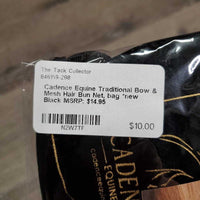 The Tack Collector
Cadence Equine Traditional Bow &
Mesh Hair Bun Net, bag *new
Black MSRP: $14.95
$10.00
CADEN
EQUINE